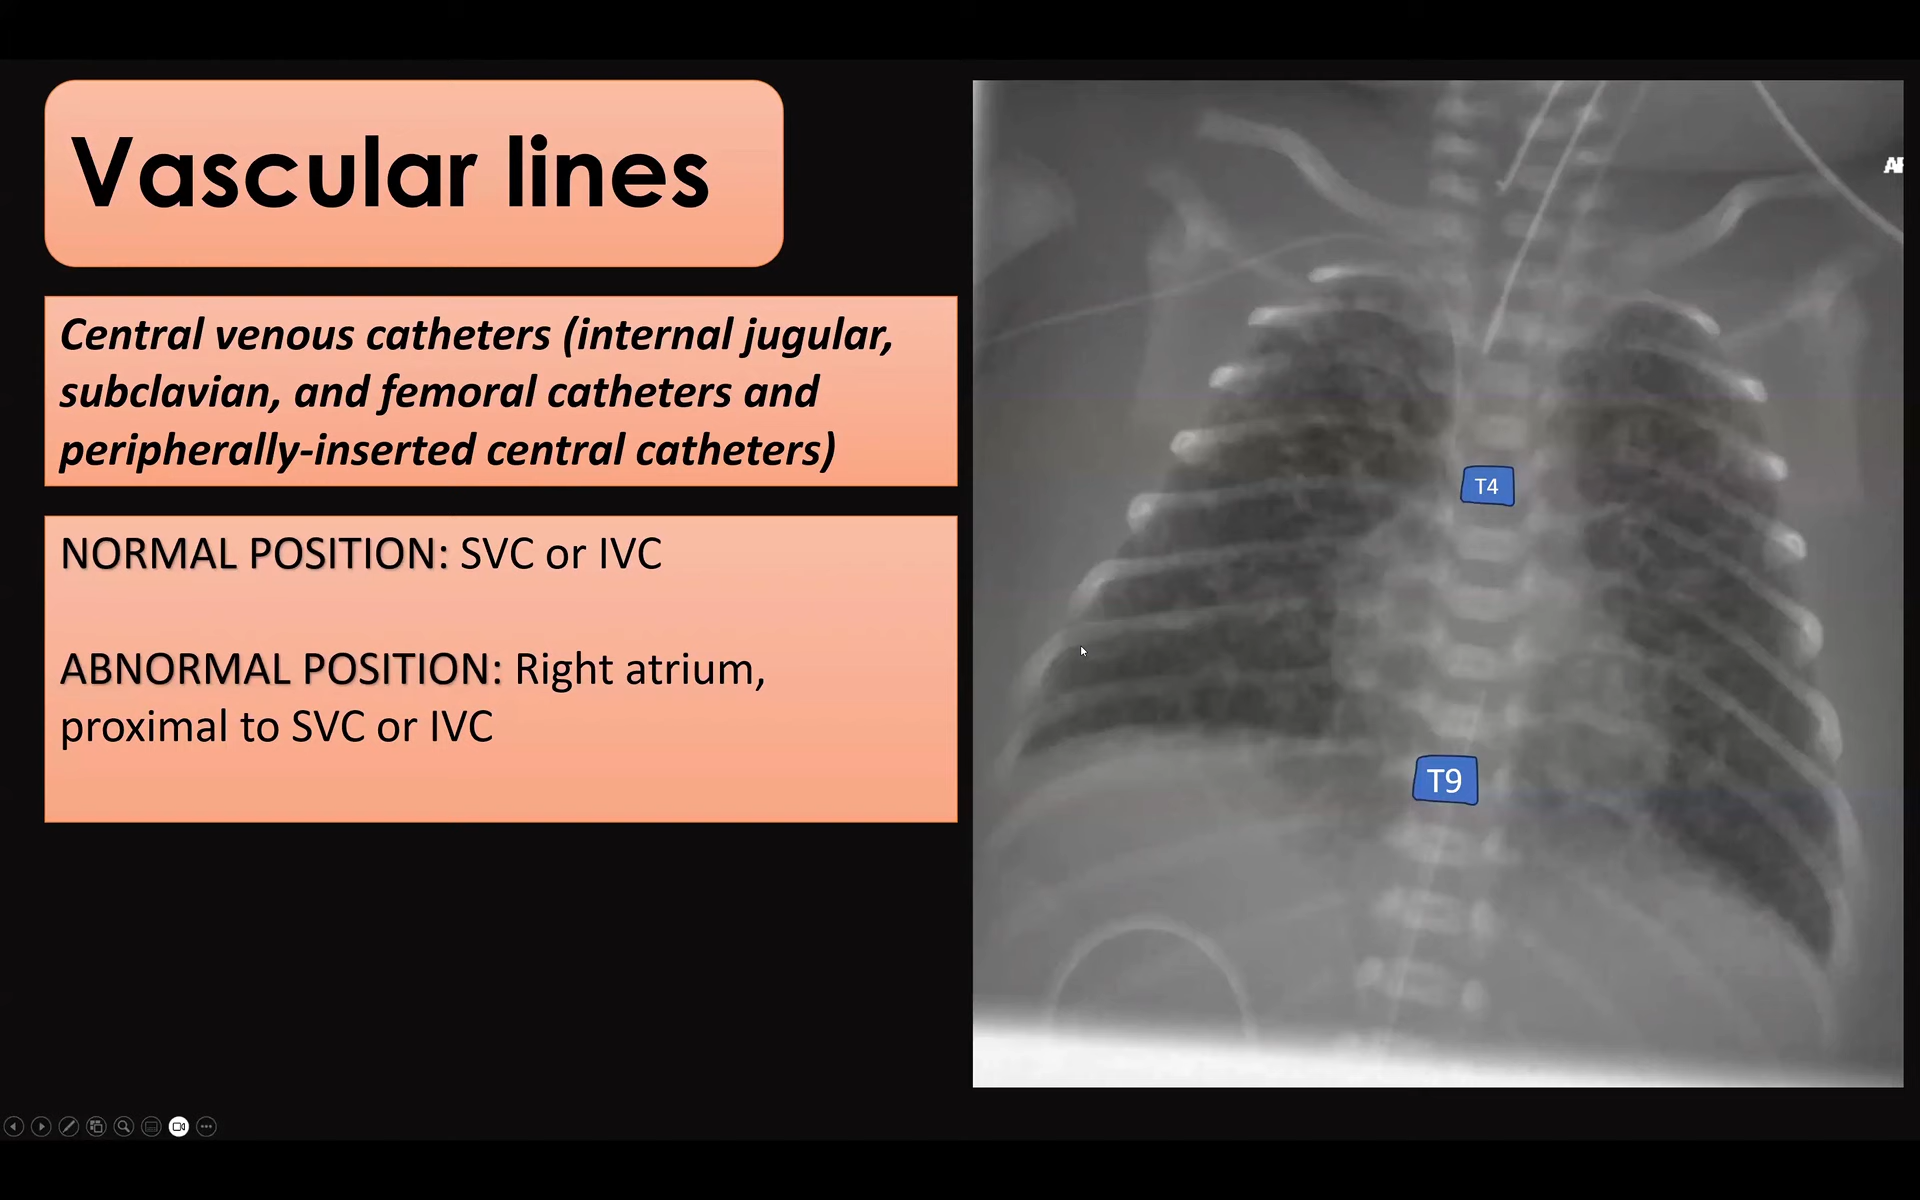 Vascular lines
Central venous catheters (internal jugular,
subclavian, and femoral catheters and
peripherally-inserted central catheters)
NORMAL POSITION: SVC or IVC
ABNORMAL POSITION: Right atrium,
proximal to SVC or IVC
T4
T9